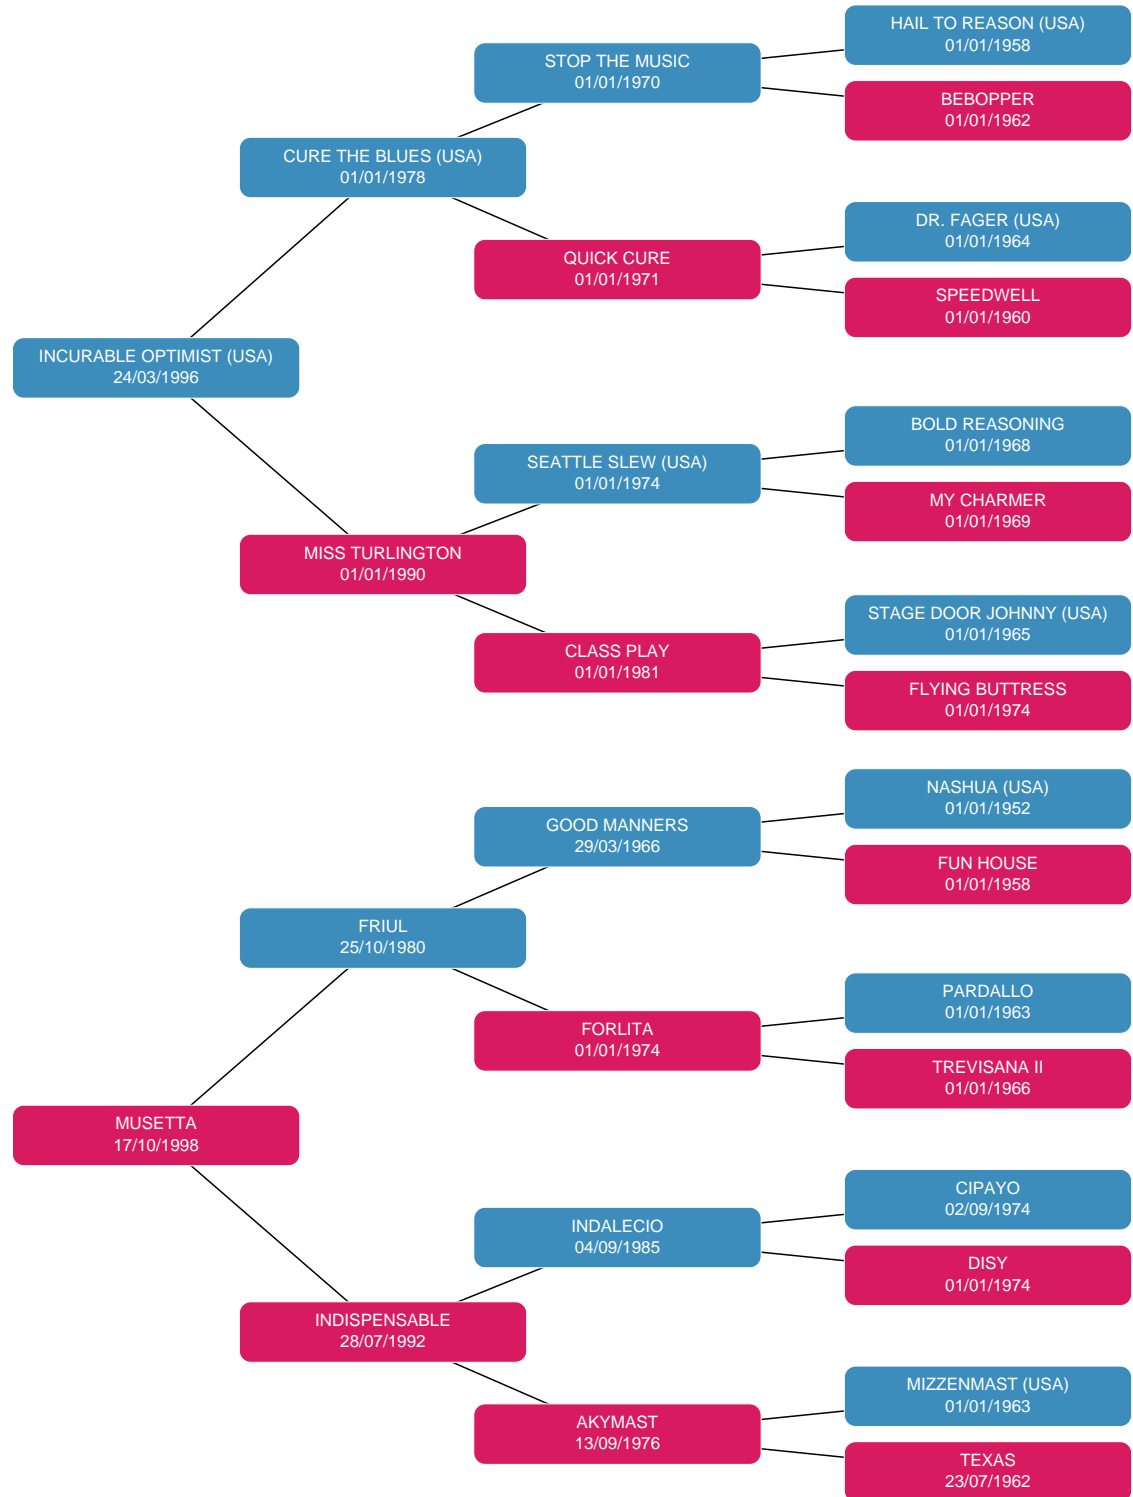 HAIL TO REASON (USA)
01/01/1958
STOP THE MUSIC
01/01/1970
BEBOPPER
01/01/1962
CURE THE BLUES (USA)
01/01/1978
DR. FAGER (USA)
01/01/1964
QUICK CURE
01/01/1971
SPEEDWELL
01/01/1960
INCURABLE OPTIMIST (USA)
24/03/1996
BOLD REASONING
01/01/1968
SEATTLE SLEW (USA)
01/01/1974
MY CHARMER
01/01/1969
MISS TURLINGTON
01/01/1990
STAGE DOOR JOHNNY (USA)
01/01/1965
CLASS PLAY
01/01/1981
FLYING BUTTRESS
01/01/1974
NASHUA (USA)
01/01/1952
GOOD MANNERS
29/03/1966
FUN HOUSE
01/01/1958
FRIUL
25/10/1980
PARDALLO
01/01/1963
FORLITA
01/01/1974
TREVISANA II
01/01/1966
MUSETTA
17/10/1998
CIPAYO
02/09/1974
INDALECIO
04/09/1985
DISY
01/01/1974
INDISPENSABLE
28/07/1992
MIZZENMAST (USA)
01/01/1963
AKYMAST
13/09/1976
TEXAS
23/07/1962